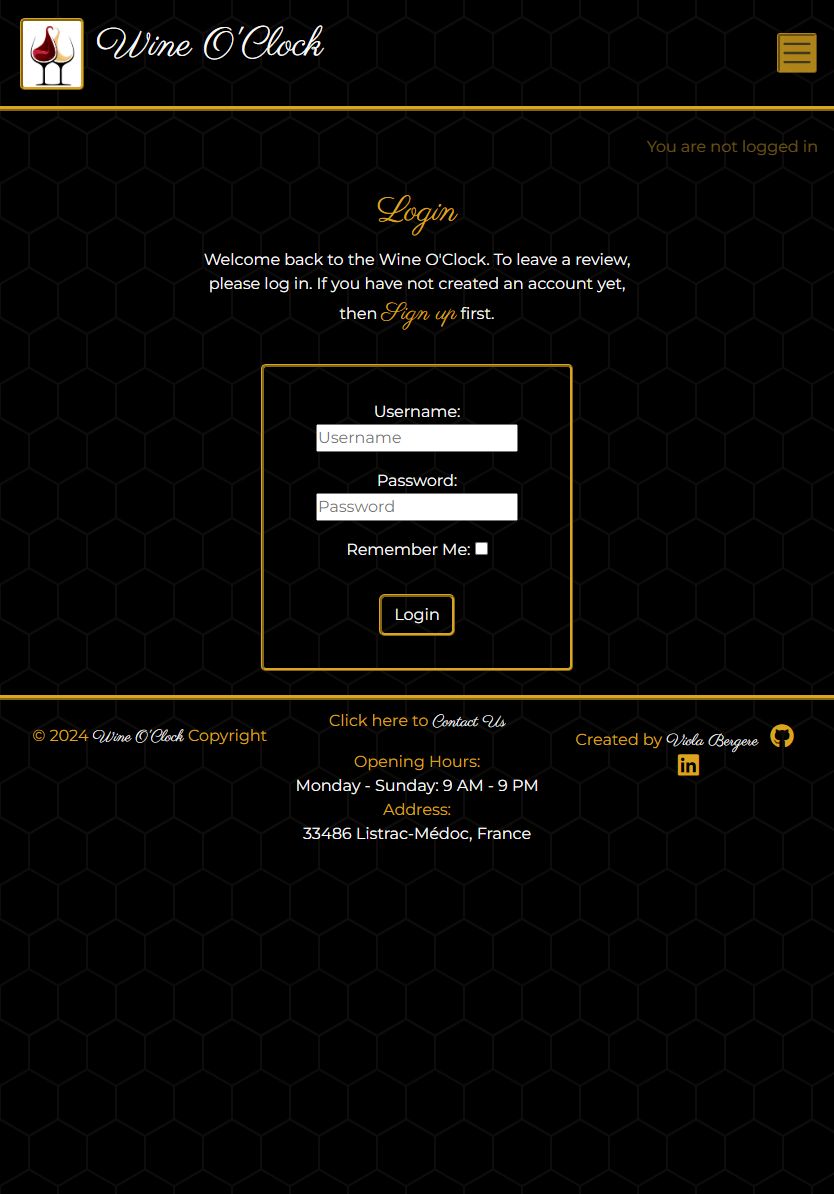 Wine O'Clock
You are not logged in
Login
Welcome back to the Wine O'Clock. To leave a review,
please log in. If you have not created an account yet,
then Sign up first.
Username:
Username
Password:
Password
Remember Me:
Login
© 2024 Wine O'Clock Copyright
Click here to Contact Us
Opening Hours:
Monday - Sunday: 9 AM - 9 PM
Address:
33486 Listrac-Médoc, France
Created by Viola Bergere
in